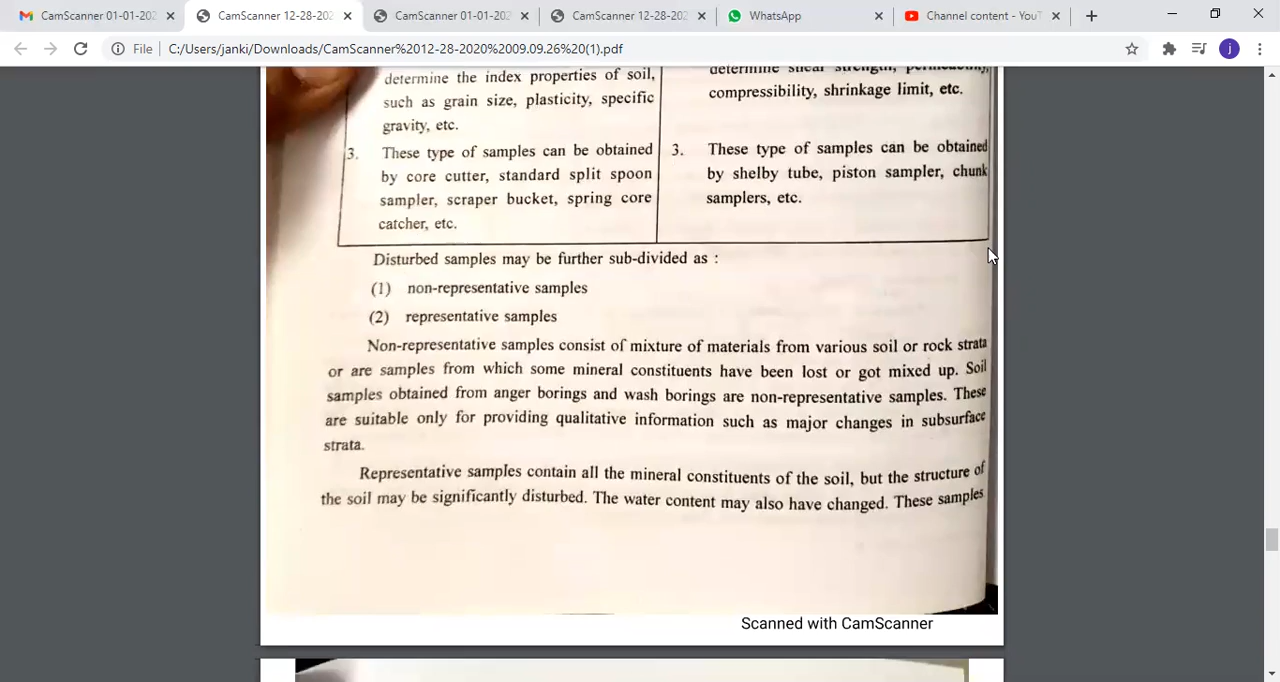 CamScanner 01-01-202
CamScanner 12-28-202
CamScanner 01-01-202
CamScanner 12-28-202
WhatsApp
Channel content - YouT
File
C:/Users/janki/Downloads/CamScanner%2012-28-2020%2009.09.26%20(1).pdf
j
determine the index properties of soil,
such as grain size, plasticity, specific
gravity, etc.
determine shear strength, permeability,
compressibility, shrinkage limit, etc.
3. These type of samples can be obtained
by core cutter, standard split spoon
sampler, scraper bucket, spring core
catcher, etc.
3. These type of samples can be obtained
by shelby tube, piston sampler, chunk
samplers, etc.
Disturbed samples may be further sub-divided as :
(1) non-representative samples
(2) representative samples
Non-representative samples consist of mixture of materials from various soil or rock strata
or are samples from which some mineral constituents have been lost or got mixed up. Soil
samples obtained from anger borings and wash borings are non-representative samples. These
are suitable only for providing qualitative information such as major changes in subsurface
strata.
Representative samples contain all the mineral constituents of the soil, but the structure of
the soil may be significantly disturbed. The water content may also have changed. These samples
Scanned with CamScanner